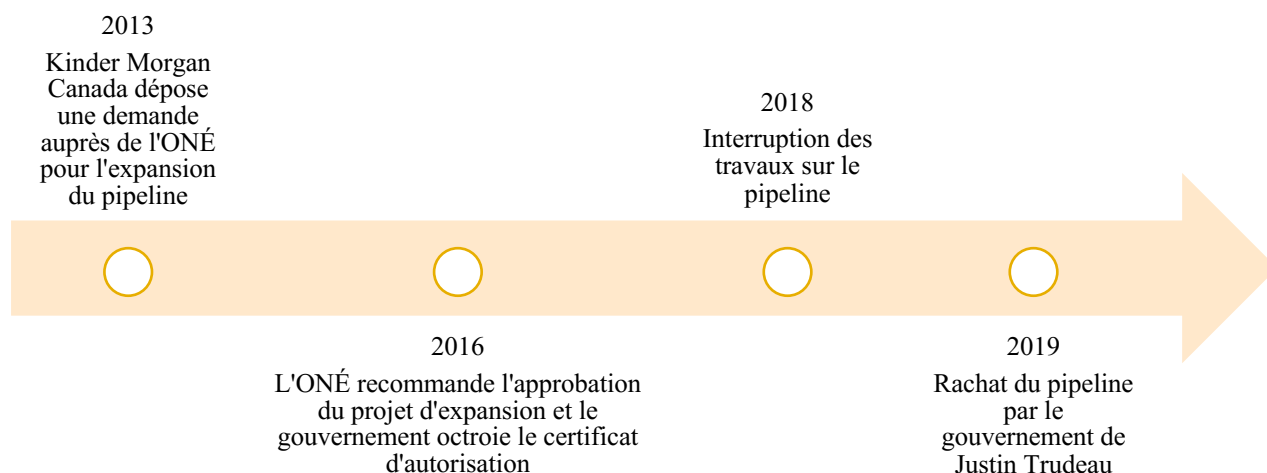 2013
Kinder Morgan
Canada dépose
une demande
auprès de l'ONÉ
pour l'expansion
du pipeline
2016
L'ONÉ recommande l'approbation
du projet d'expansion et le
gouvernement octroie le certificat
d'autorisation
2018
Interruption des
travaux sur le
pipeline
2019
Rachat du pipeline
par le
gouvernement de
Justin Trudeau